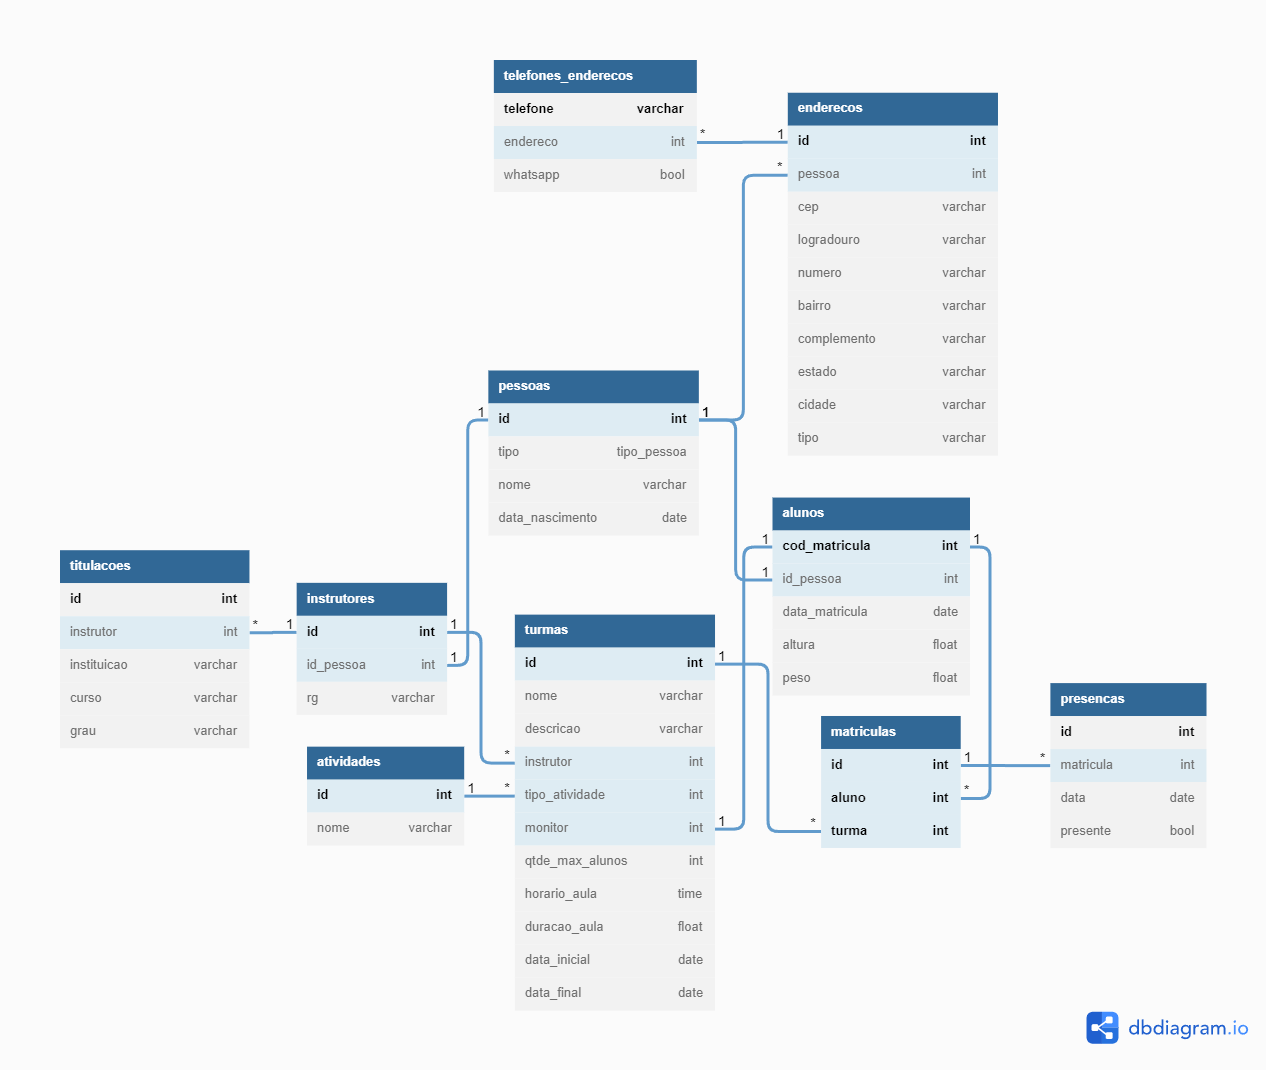 telefones_enderecos
telefone varchar
endereco int
whatsapp bool
*
1
enderecos
id int
pessoa int
cep varchar
logradouro varchar
numero varchar
bairro varchar
complemento varchar
estado varchar
cidade varchar
tipo varchar
*
pessoas
id int
tipo tipo_pessoa
nome varchar
data_nascimento date
1
1
alunos
cod_matricula int
id_pessoa int
data_matricula date
altura float
peso float
1
1
1
titulacoes
id int
instrutor int
instituicao varchar
curso varchar
grau varchar
*
1
instrutores
id int
id_pessoa int
rg varchar
1
1
atividades
id int
nome varchar
1
turmas
id int
nome varchar
descricao varchar
instrutor int
tipo_atividade int
monitor int
qtde_max_alunos int
horario_aula time
duracao_aula float
data_inicial date
data_final date
*
*
1
1
matriculas
id int
aluno int
turma int
1
*
*
presencas
id int
matricula int
data date
presente bool
*
dbdiagram.io